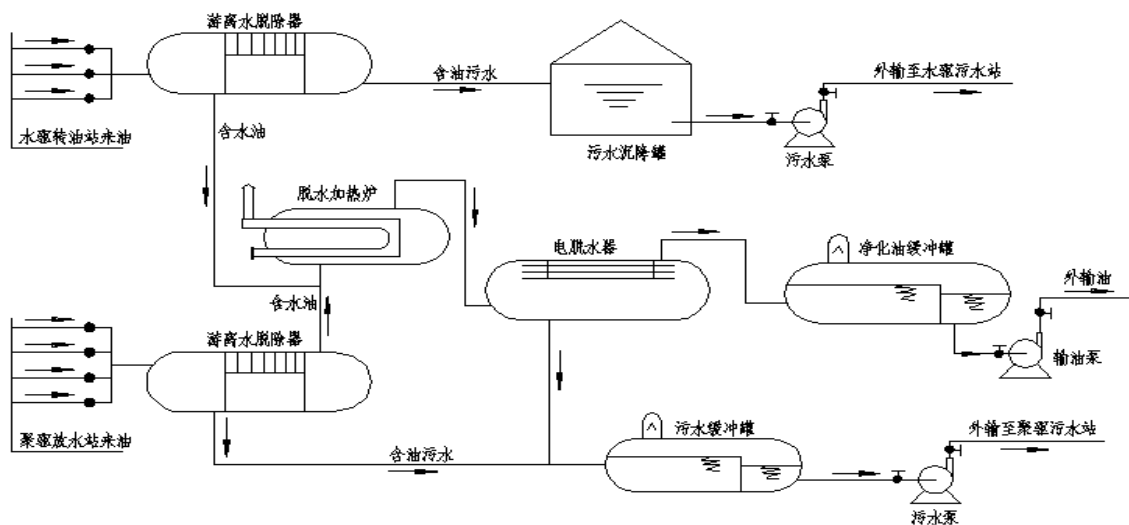 游离水脱除器
含油污水
外输至水驱污水站
水驱转油站来油
含水油
污水沉降罐
污水泵
脱水加热炉
电脱水器
净化油缓冲罐
外输油
含水油
游离水脱除器
输油泵
聚驱放水站来油
含油污水
污水缓冲罐
外输至聚驱污水站
污水泵